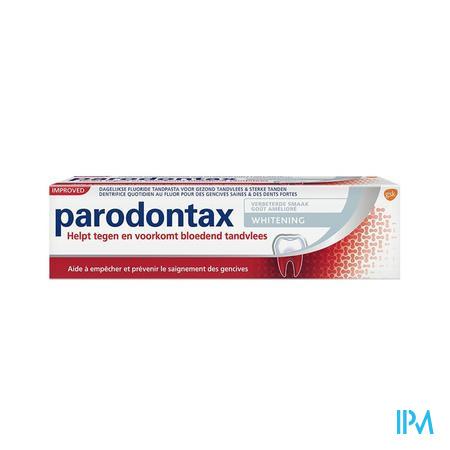 IMPROVED
DAGELIJKSE FLUORIDE TANDPASTA VOOR GEZOND TANDVLEES & STERKE TANDEN
DENTIFRICE QUOTIDIEN AU FLUOR POUR DES GENCIVES SAINES & DES DENTS FORTES
parodontax
VERBETERDE SMAAK
GOÛT AMÉLIORÉ
WHITENING
gsk
Helpt tegen en voorkomt bloedend tandvlees
Aide à empêcher et prévenir le saignement des gencives
IPM